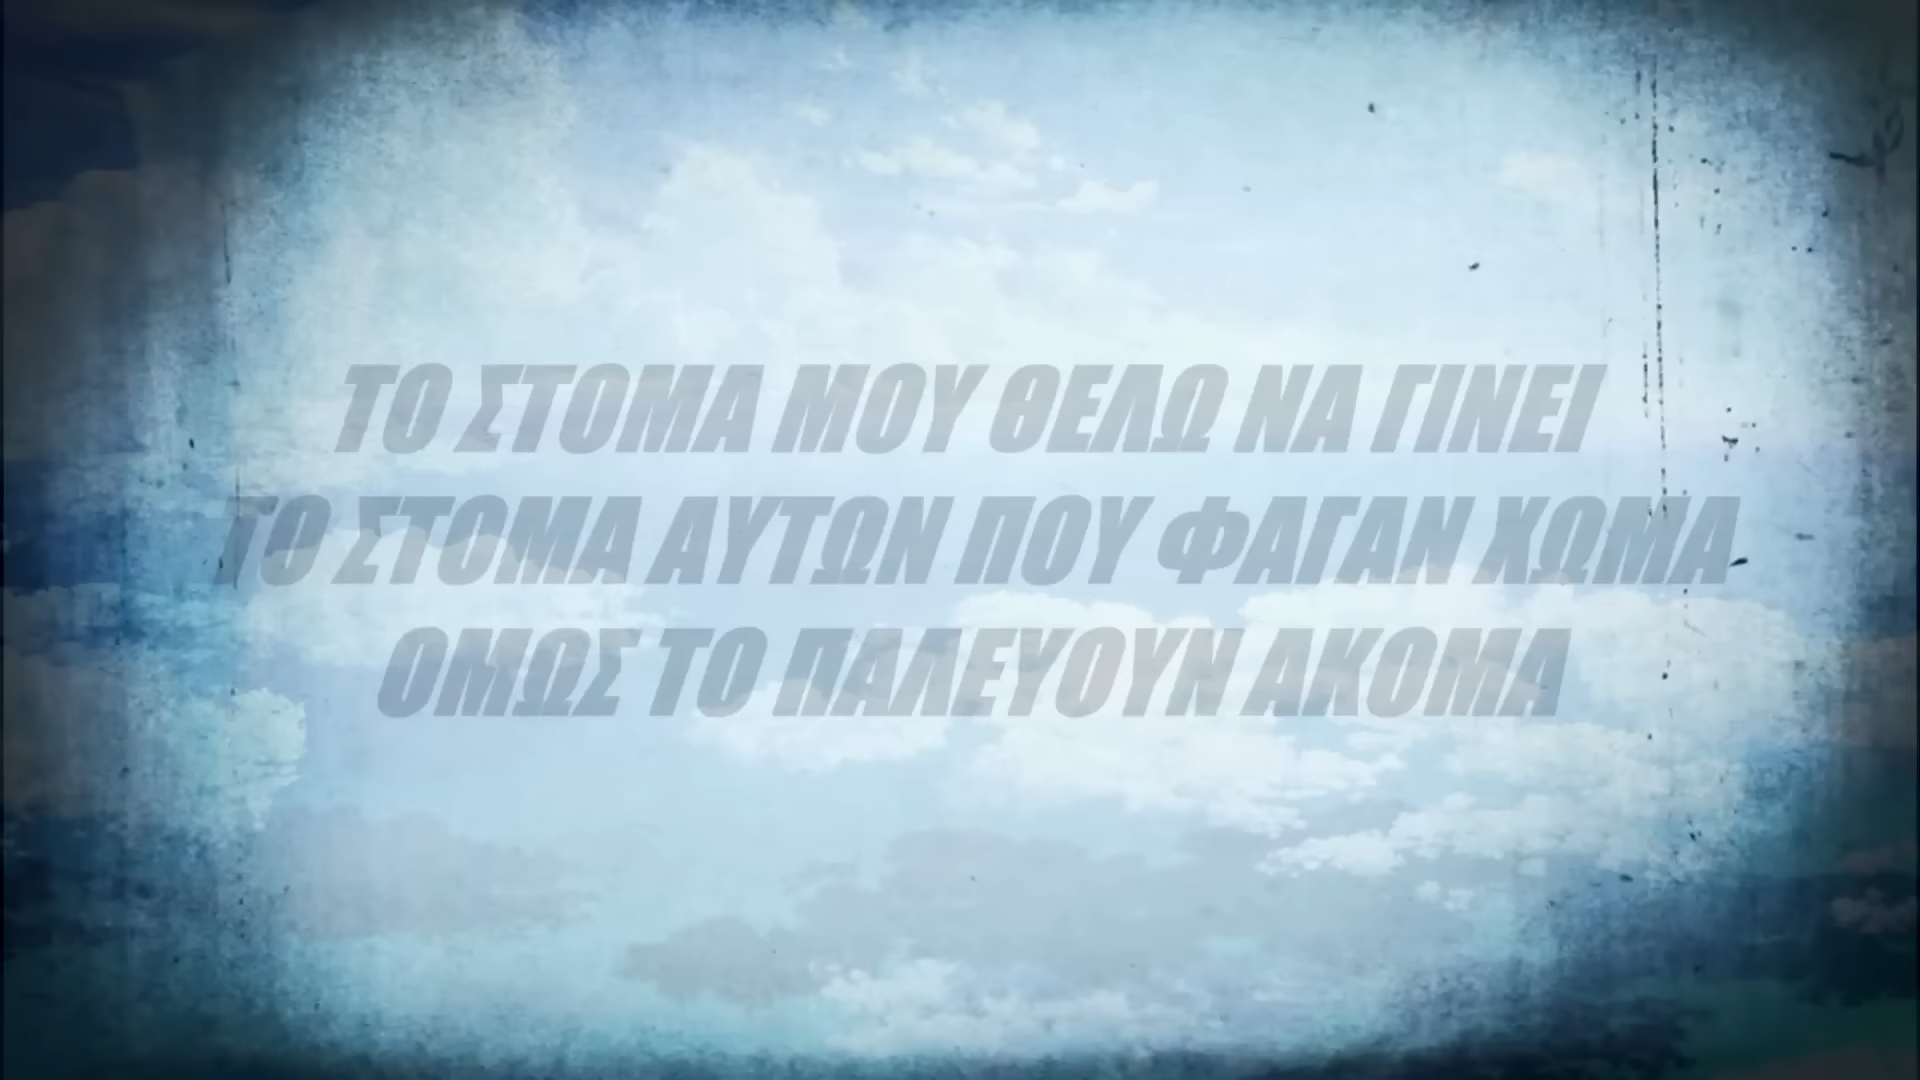 ΤΟ ΣΤΟΜΑ ΜΟΥ ΘΕΛΩ ΝΑ ΓΙΝΕΙ
ΤΟ ΣΤΟΜΑ ΑΥΤΩΝ ΠΟΥ ΦΑΓΑΝ ΧΩΜΑ
ΟΜΩΣ ΤΟ ΠΑΛΕΥΟΥΝ ΑΚΟΜΑ